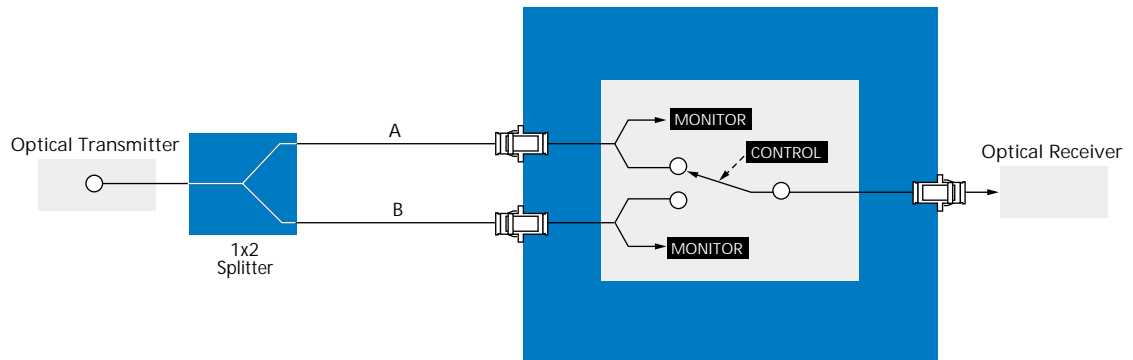 Optical Transmitter
1x2
Splitter
A
B
MONITOR
CONTROL
MONITOR
Optical Receiver